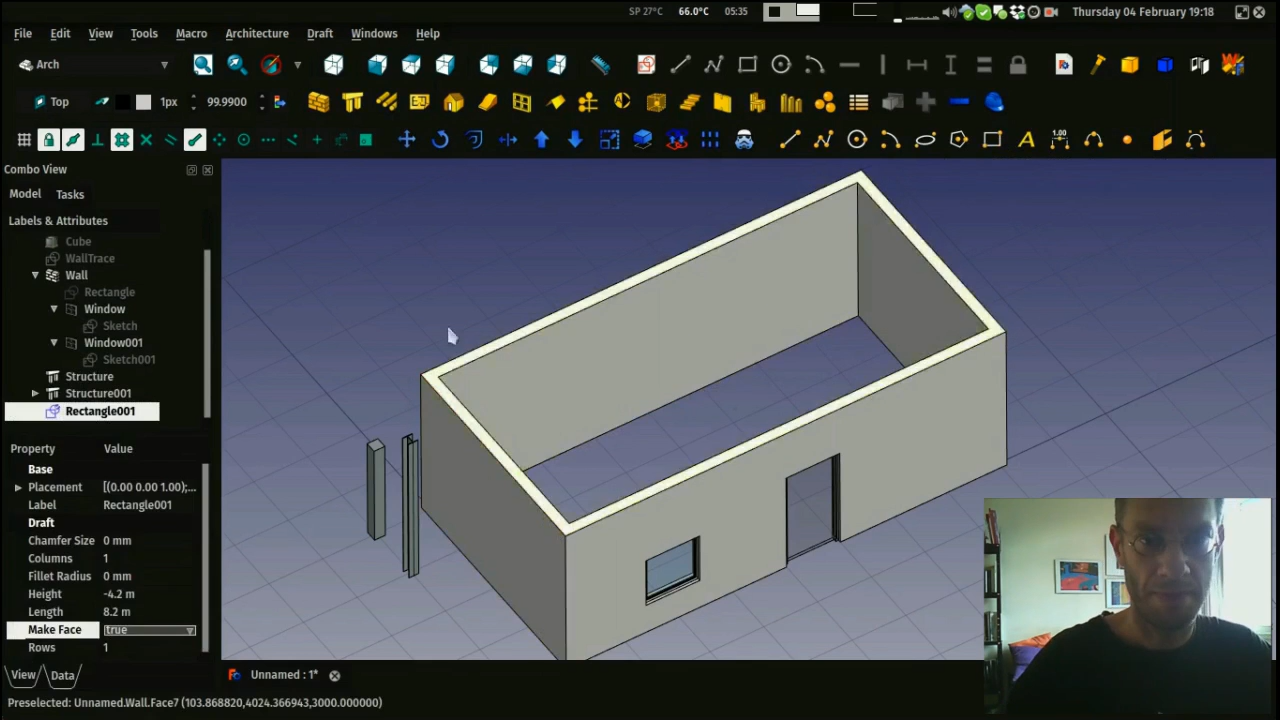 SP 27°C 66.0°C 05:35 Thursday 04 February 19:18
File Edit View Tools Macro Architecture Draft Windows Help
Arch
Top 1px 99.9900
1.00
Combo View
Model Tasks
Labels & Attributes
Cube
WallTrace
Wall
Rectangle
Window
Sketch
Window001
Sketch001
Structure
Structure001
Rectangle001
Property Value
Base
Placement [(0.00 0.00 1.00);...
Label Rectangle001
Draft
Chamfer Size 0 mm
Columns 1
Fillet Radius 0 mm
Height -4.2 m
Length 8.2 m
Make Face true
Rows 1
View Data
Unnamed : 1*
Preselected: Unnamed.Wall.Face7 (103.868820,4024.366943,3000.000000)